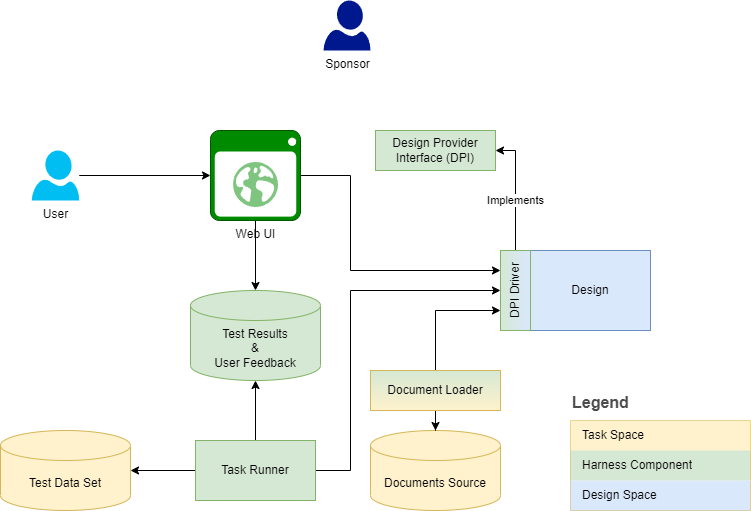 Sponsor
Design Provider
Interface (DPI)
User
Implements
Web UI
DPI Driver
Design
Test Results
&
User Feedback
Document Loader
Legend
Task Space
Harness Component
Design Space
Task Runner
Test Data Set
Documents Source